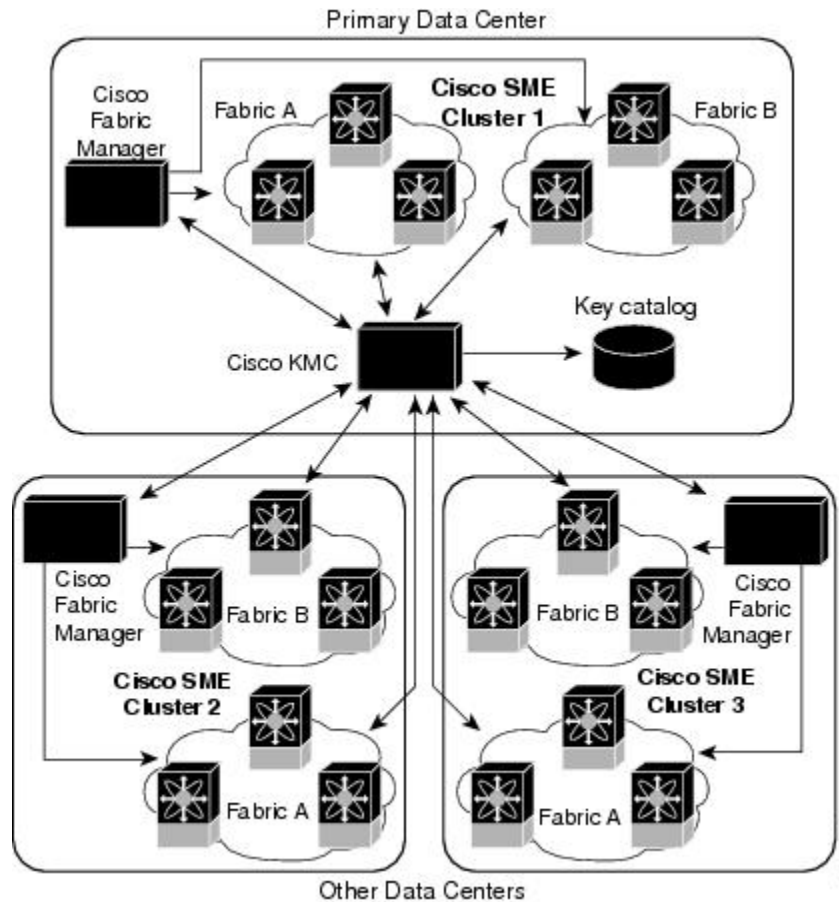 Primary Data Center
Cisco
Fabric
Manager
Fabric A
Cisco SME
Cluster 1
Fabric B
Key catalog
Cisco KMC
Cisco
Fabric
Manager
Fabric B
Cisco SME
Cluster 2
Fabric A
Fabric B
Cisco
Fabric
Manager
Cisco SME
Cluster 3
Fabric A
Other Data Centers